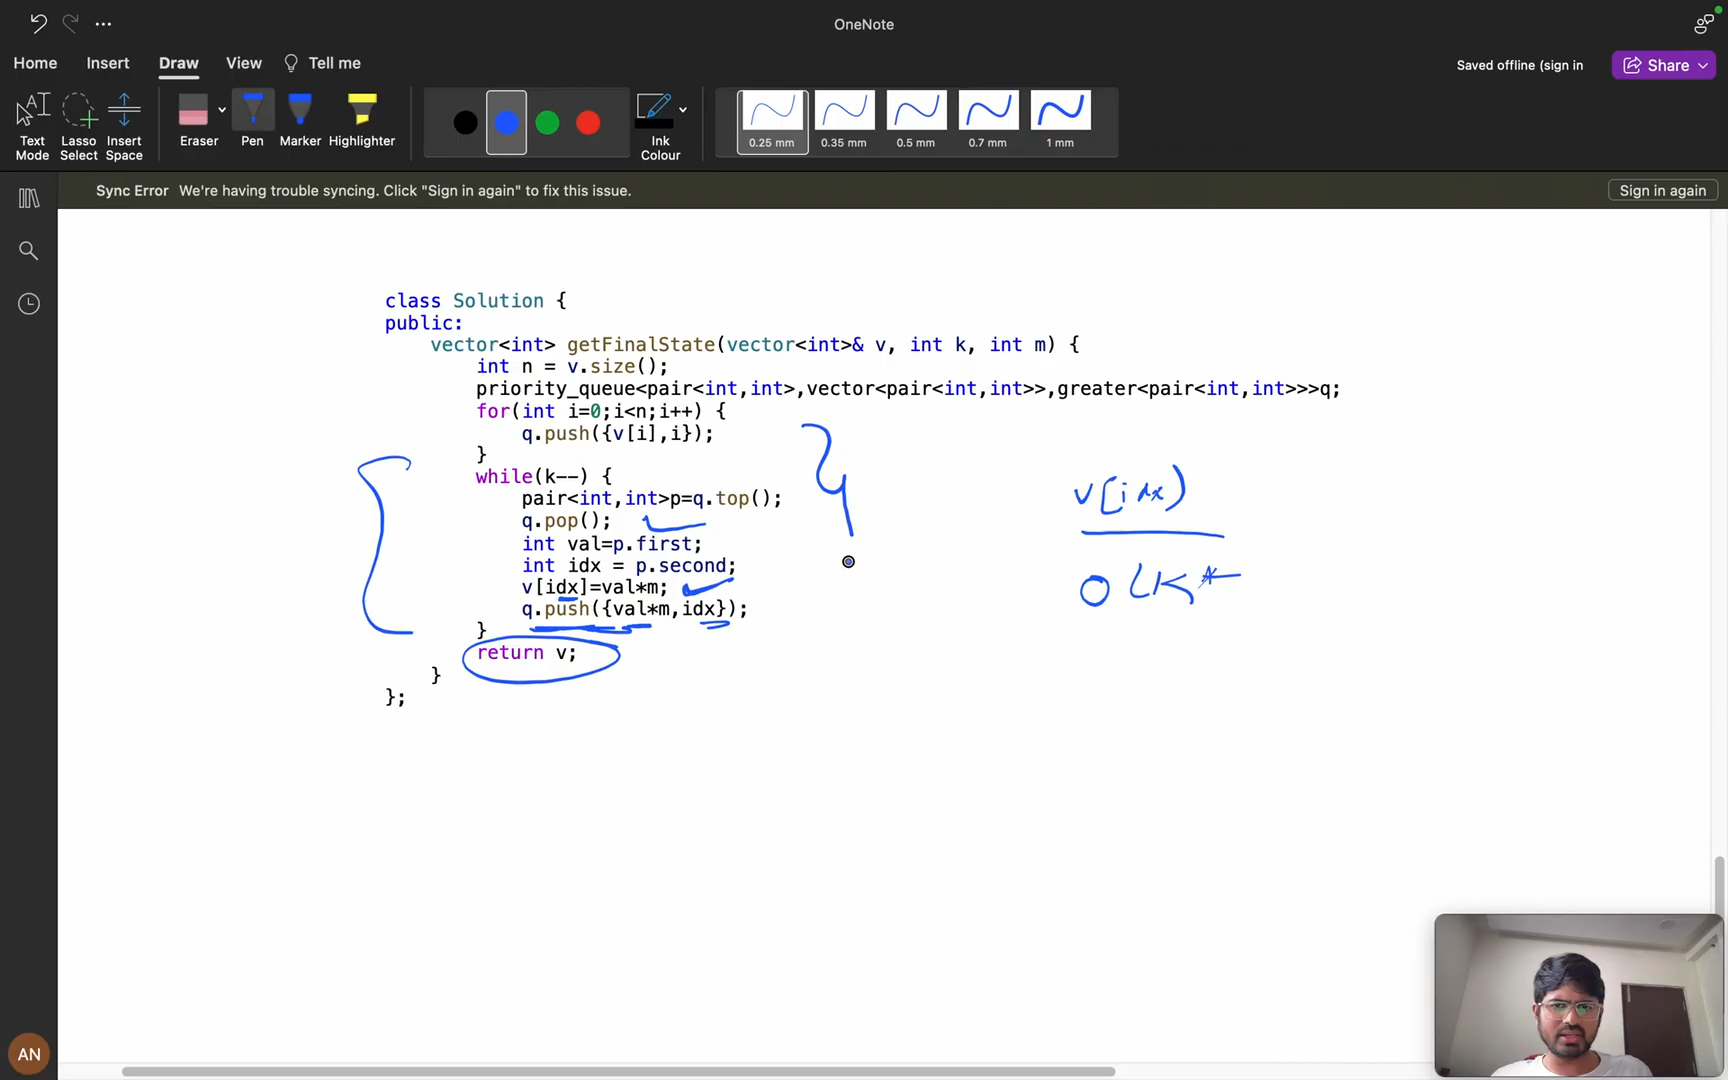 OneNote
Home Insert Draw View Tell me
Saved offline (sign in
Share
Text Mode
Lasso Select
Insert Space
Eraser
Pen
Marker
Highlighter
Ink Colour
0.25 mm
0.35 mm
0.5 mm
0.7 mm
1 mm
Sync Error We're having trouble syncing. Click "Sign in again" to fix this issue.
Sign in again
class Solution {
public:
vector<int> getFinalState(vector<int>& v, int k, int m) {
int n = v.size();
priority_queue<pair<int,int>,vector<pair<int,int>>,greater<pair<int,int>>>q;
for(int i=0;i<n;i++) {
q.push({v[i],i});
}
while(k--) {
pair<int,int>p=q.top();
q.pop();
int val=p.first;
int idx = p.second;
v[idx]=val*m;
q.push({val*m,idx});
}
return v;
}
};
v[idx)
O(K*
AN